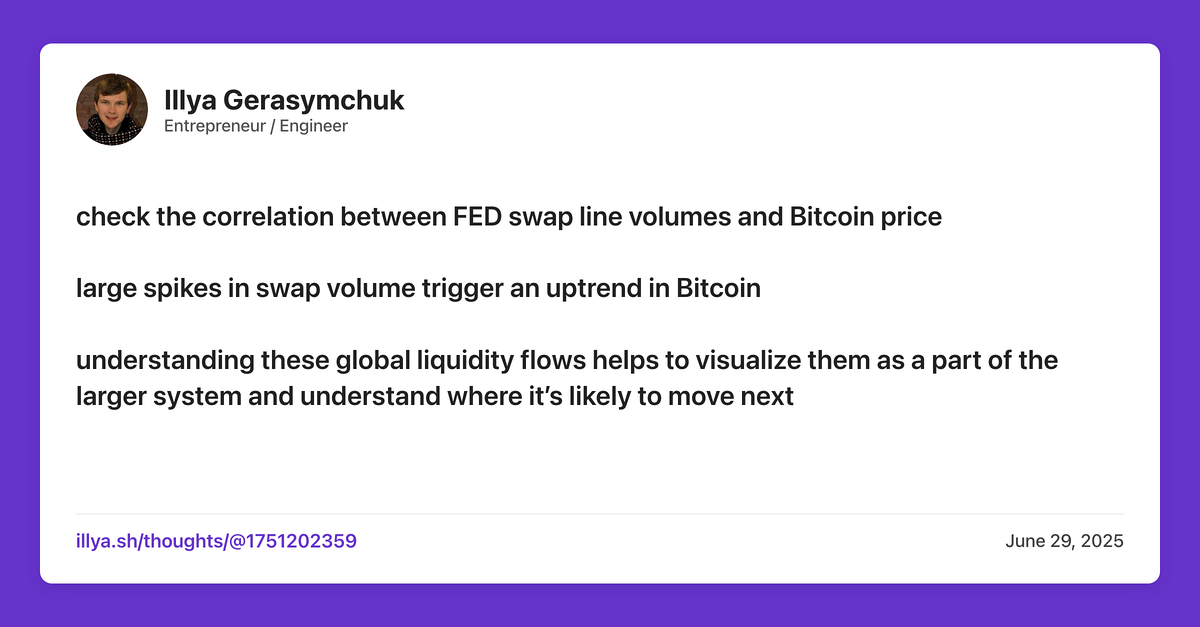 Illya Gerasymchuk
Entrepreneur / Engineer
check the correlation between FED swap line volumes and Bitcoin price
large spikes in swap volume trigger an uptrend in Bitcoin
understanding these global liquidity flows helps to visualize them as a part of the
larger system and understand where it’s likely to move next
illya.sh/thoughts/@1751202359
June 29, 2025